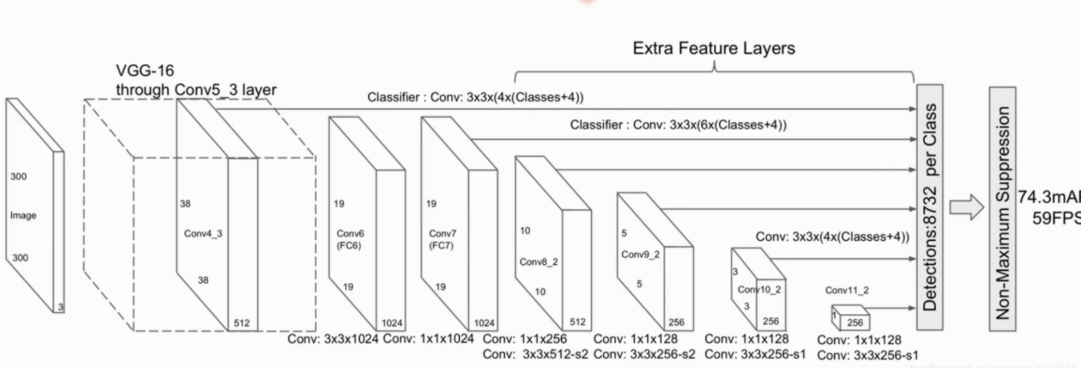 Extra Feature Layers
VGG-16
through Conv5_3 layer
Classifier : Conv: 3x3x(4x(Classes+4))
Classifier : Conv: 3x3x(6x(Classes+4))
300
Image
300
3
38
Conv4_3
38
512
19
Conv6
(FC6)
19
1024
19
Conv7
(FC7)
19
1024
10
Conv8_2
10
512
5
Conv9_2
5
256
Conv: 3x3x(4x(Classes+4))
3
Conv10_2
3
256
Conv11_2
1
256
Conv: 3x3x1024
Conv: 1x1x1024
Conv: 1x1x256
Conv: 3x3x512-s2
Conv: 1x1x128
Conv: 3x3x256-s2
Conv: 1x1x128
Conv: 3x3x256-s1
Conv: 1x1x128
Conv: 3x3x256-s1
Detections:8732 per Class
Non-Maximum Suppression
74.3mAP
59FPS